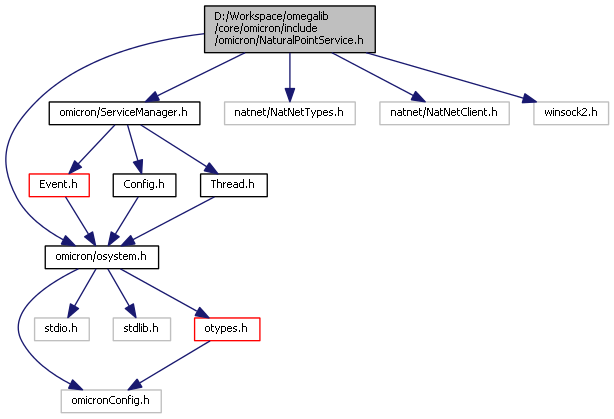 D:/Workspace/omegalib
/core/omicron/include
/omicron/NaturalPointService.h
omicron/ServiceManager.h
natnet/NatNetTypes.h
natnet/NatNetClient.h
winsock2.h
Event.h
Config.h
Thread.h
omicron/osystem.h
stdio.h
stdlib.h
otypes.h
omicronConfig.h